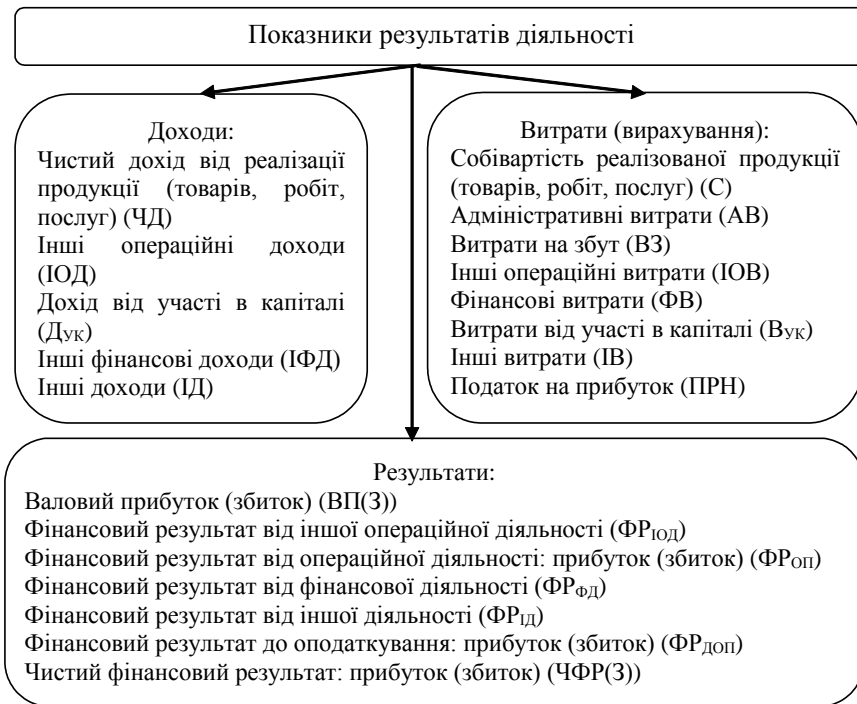 Показники результатів діяльності
Доходи:
Чистий дохід від реалізації
продукції (товарів, робіт,
послуг) (ЧД)
Інші операційні доходи
(ІОД)
Дохід від участі в капіталі
(ДУК)
Інші фінансові доходи (ІФД)
Інші доходи (ІД)
Витрати (вирахування):
Собівартість реалізованої продукції
(товарів, робіт, послуг) (С)
Адміністративні витрати (АВ)
Витрати на збут (ВЗ)
Інші операційні витрати (ІОВ)
Фінансові витрати (ФВ)
Витрати від участі в капіталі (ВУК)
Інші витрати (ІВ)
Податок на прибуток (ПРН)
Результати:
Валовий прибуток (збиток) (ВП(З))
Фінансовий результат від іншої операційної діяльності (ФРІОД)
Фінансовий результат від операційної діяльності: прибуток (збиток) (ФРОП)
Фінансовий результат від фінансової діяльності (ФРФД)
Фінансовий результат від іншої діяльності (ФРІД)
Фінансовий результат до оподаткування: прибуток (збиток) (ФРДОП)
Чистий фінансовий результат: прибуток (збиток) (ЧФР(З))